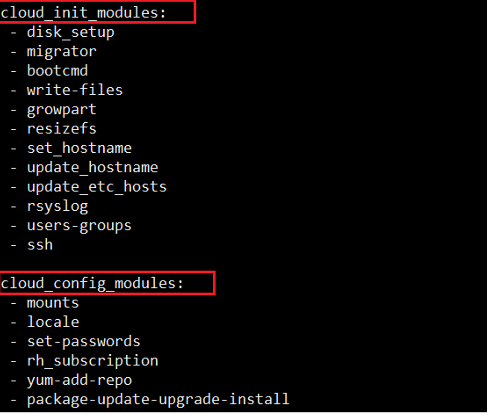 cloud_init_modules:
- disk_setup
- migrator
- bootcmd
- write-files
- growpart
- resizefs
- set_hostname
- update_hostname
- update_etc_hosts
- rsyslog
- users-groups
- ssh
cloud_config_modules:
- mounts
- locale
- set-passwords
- rh_subscription
- yum-add-repo
- package-update-upgrade-install